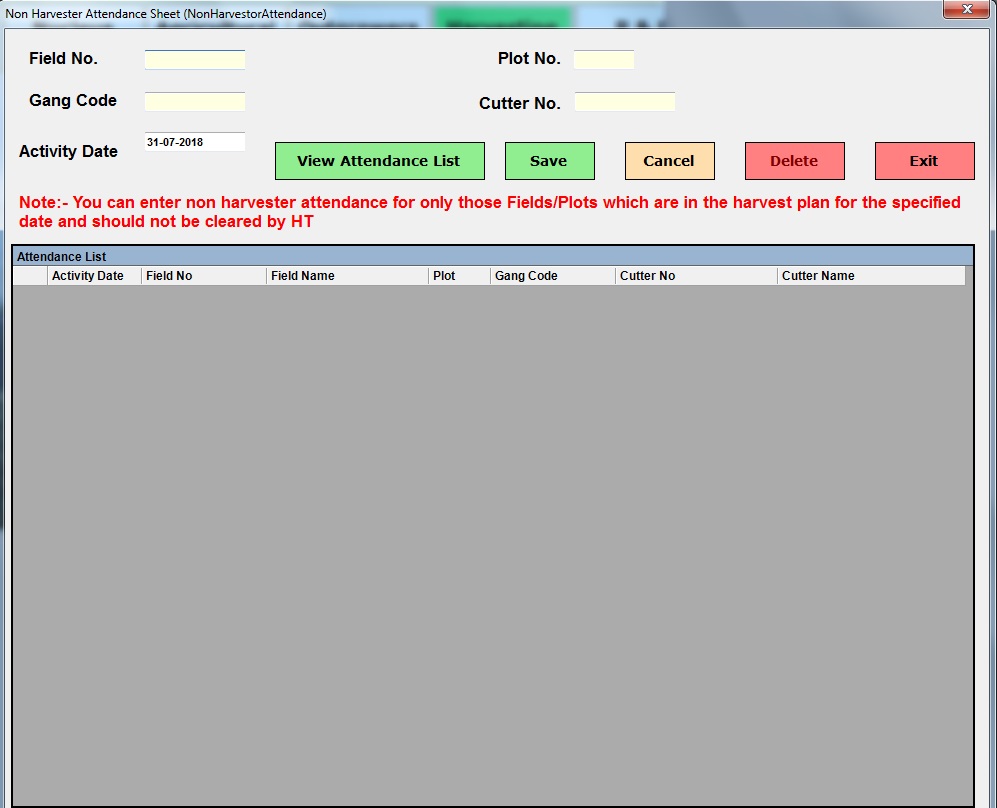 Non Harvester Attendance Sheet (NonHarvestorAttendance)
Harvesting
Field No.
Plot No.
Gang Code
Cutter No.
Activity Date
31-07-2018
View Attendance List
Save
Cancel
Delete
Exit
Note:- You can enter non harvester attendance for only those Fields/Plots which are in the harvest plan for the specified
date and should not be cleared by HT
Attendance List
Activity Date Field No Field Name Plot Gang Code Cutter No Cutter Name